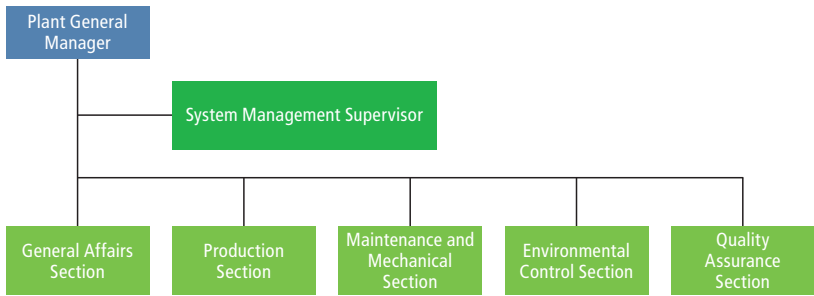 Plant General
Manager
System Management Supervisor
General Affairs
Section
Production
Section
Maintenance and
Mechanical
Section
Environmental
Control Section
Quality
Assurance
Section